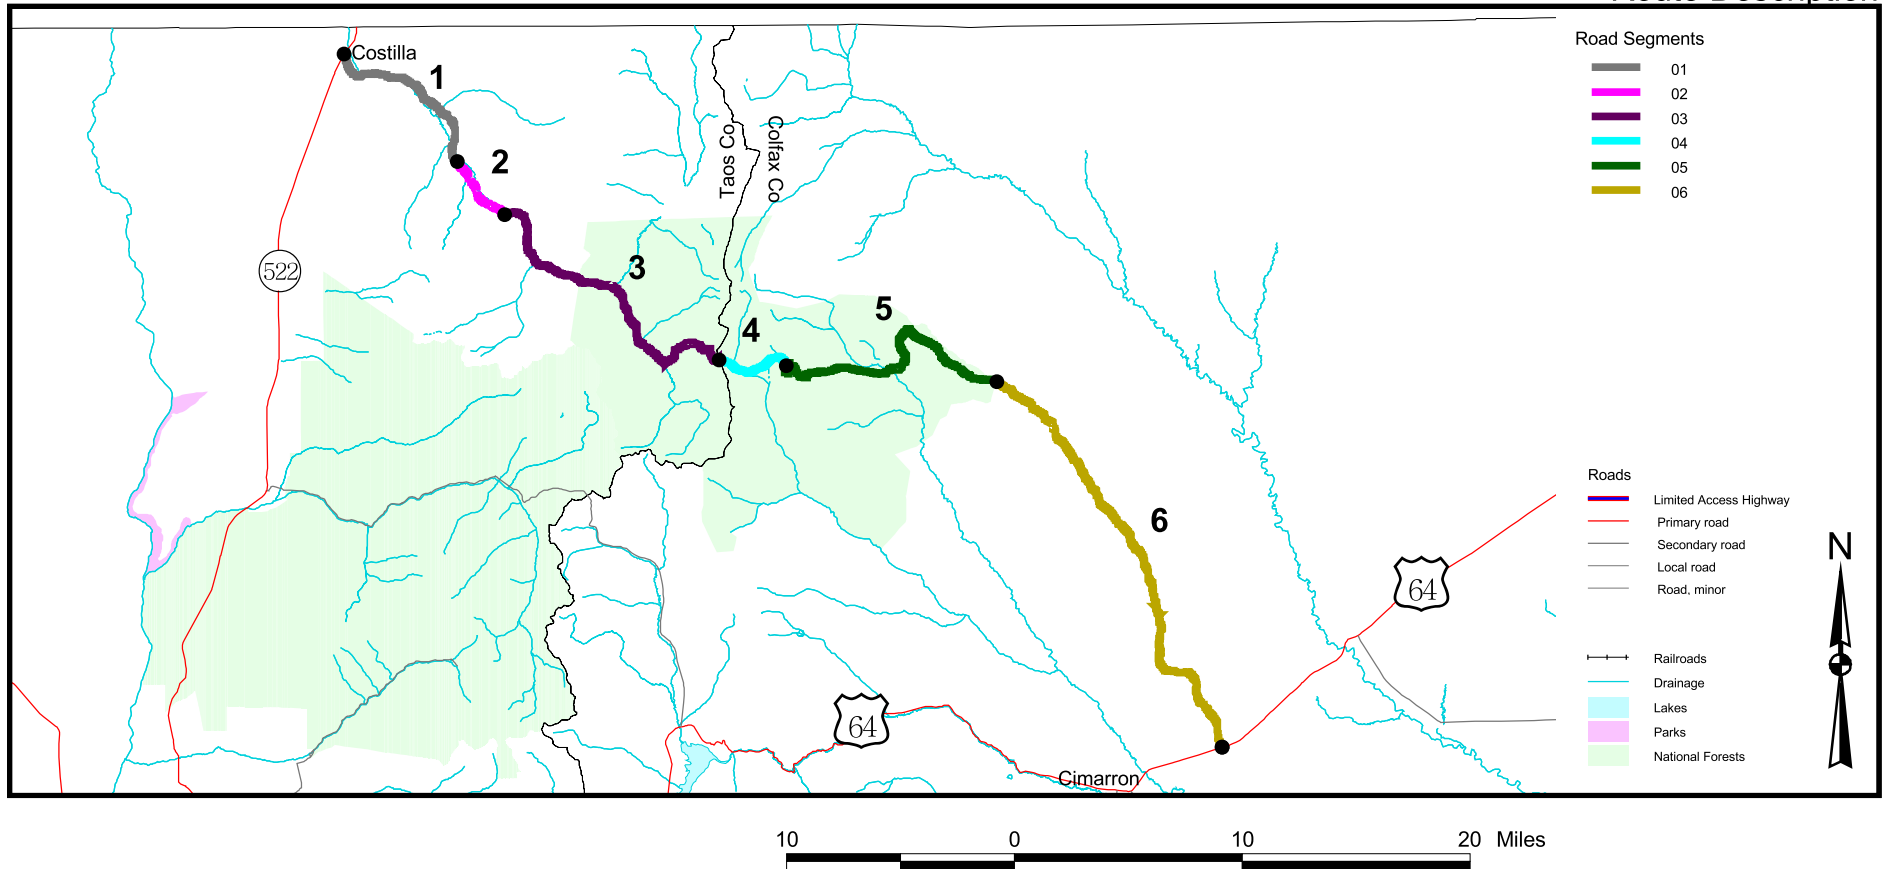 Route Description
Costilla
1
2
522
Taos Co
Colfax Co
3
4
5
6
64
64
Cimarron
Road Segments
01
02
03
04
05
06
Roads
Limited Access Highway
Primary road
Secondary road
Local road
Road, minor
Railroads
Drainage
Lakes
Parks
National Forests
N
10 0 10 20 Miles